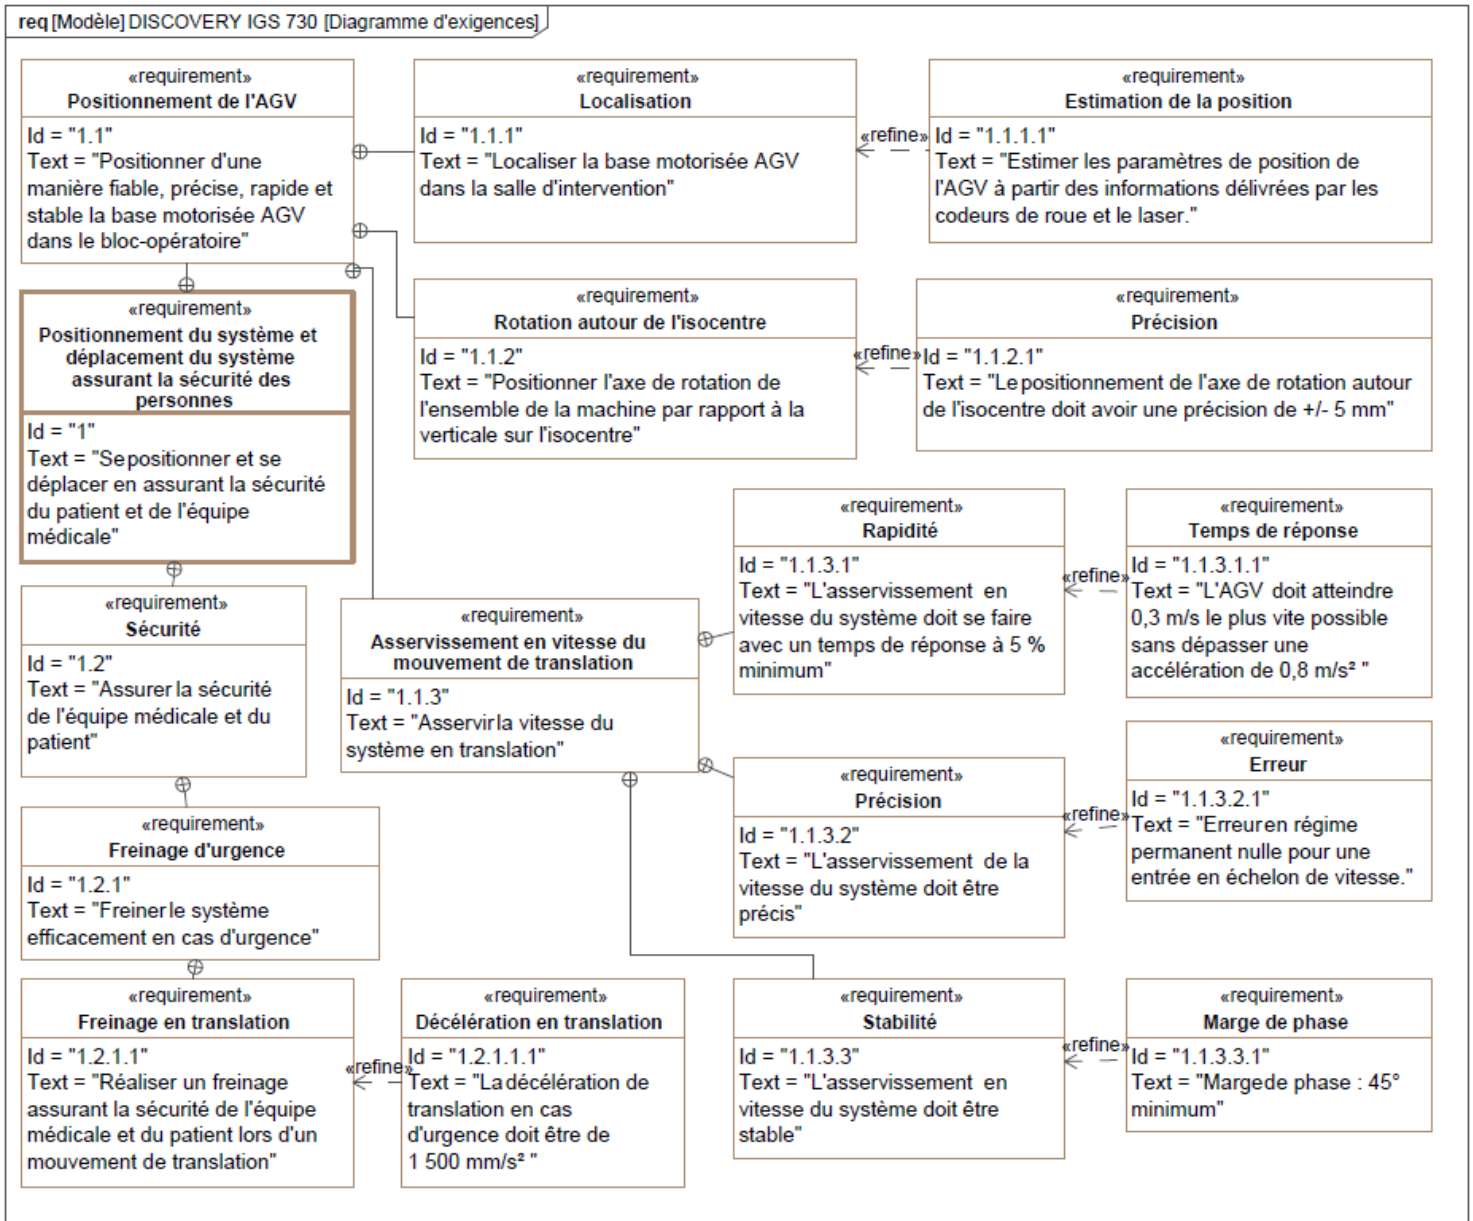 req [Modèle] DISCOVERY IGS 730 [Diagramme d'exigences]
«requirement»
Positionnement de l'AGV
Id = "1.1"
Text = "Positionner d'une
manière fiable, précise, rapide et
stable la base motorisée AGV
dans le bloc-opératoire"
«requirement»
Localisation
Id = "1.1.1"
Text = "Localiser la base motorisée AGV
dans la salle d'intervention"
«refine»
«requirement»
Estimation de la position
Id = "1.1.1.1"
Text = "Estimer les paramètres de position de
l'AGV à partir des informations délivrées par les
codeurs de roue et le laser."
«requirement»
Positionnement du système et
déplacement du système
assurant la sécurité des
personnes
Id = "1"
Text = "Se positionner et se
déplacer en assurant la sécurité
du patient et de l'équipe
médicale"
«requirement»
Rotation autour de l'isocentre
Id = "1.1.2"
Text = "Positionner l'axe de rotation de
l'ensemble de la machine par rapport à la
verticale sur l'isocentre"
«refine»
«requirement»
Précision
Id = "1.1.2.1"
Text = "Le positionnement de l'axe de rotation autour
de l'isocentre doit avoir une précision de +/- 5 mm"
«requirement»
Rapidité
Id = "1.1.3.1"
Text = "L'asservissement en
vitesse du système doit se faire
avec un temps de réponse à 5 %
minimum"
«refine»
«requirement»
Temps de réponse
Id = "1.1.3.1.1"
Text = "L'AGV doit atteindre
0,3 m/s le plus vite possible
sans dépasser une
accélération de 0,8 m/s² "
«requirement»
Sécurité
Id = "1.2"
Text = "Assurer la sécurité
de l'équipe médicale et du
patient"
«requirement»
Asservissement en vitesse du
mouvement de translation
Id = "1.1.3"
Text = "Asservir la vitesse du
système en translation"
«requirement»
Précision
Id = "1.1.3.2"
Text = "L'asservissement de la
vitesse du système doit être
précis"
«refine»
«requirement»
Erreur
Id = "1.1.3.2.1"
Text = "Erreur en régime
permanent nulle pour une
entrée en échelon de vitesse."
«requirement»
Freinage d'urgence
Id = "1.2.1"
Text = "Freiner le système
efficacement en cas d'urgence"
«requirement»
Freinage en translation
Id = "1.2.1.1"
Text = "Réaliser un freinage
assurant la sécurité de l'équipe
médicale et du patient lors d'un
mouvement de translation"
«refine»
«requirement»
Décélération en translation
Id = "1.2.1.1.1"
Text = "La décélération de
translation en cas
d'urgence doit être de
1 500 mm/s² "
«requirement»
Stabilité
Id = "1.1.3.3"
Text = "L'asservissement en
vitesse du système doit être
stable"
«refine»
«requirement»
Marge de phase
Id = "1.1.3.3.1"
Text = "Marge de phase : 45°
minimum"